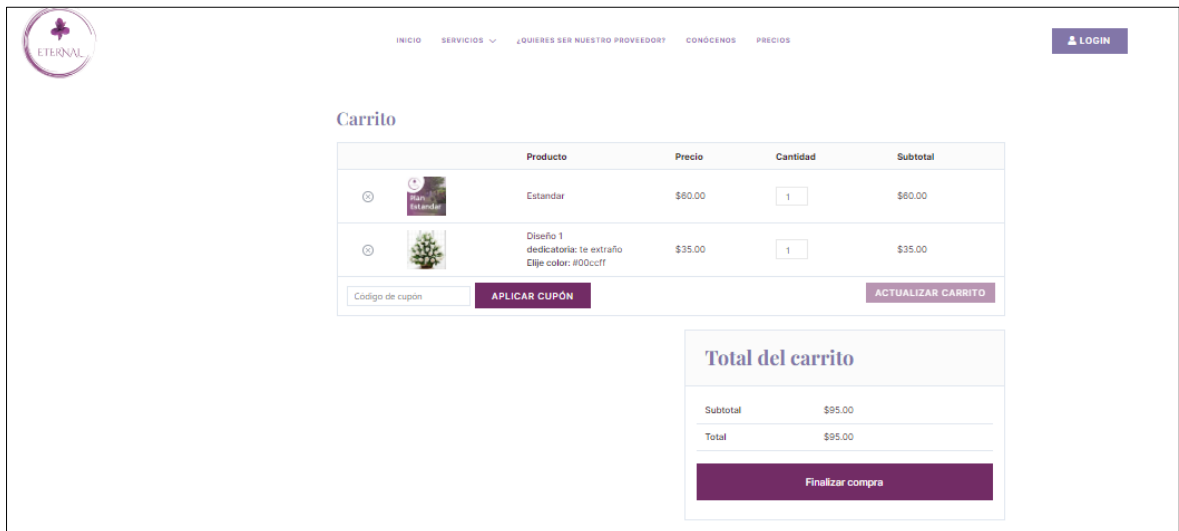 ETERNAL
INICIO SERVICIOS ¿QUIERES SER NUESTRO PROVEEDOR? CONÓCENOS PRECIOS
LOGIN
Carrito
Producto Precio Cantidad Subtotal
Plan
Estandar
Estandar $60.00 1 $60.00
Diseño 1
dedicatoria: te extraño $35.00 1 $35.00
Elije color: #00ccff
Código de cupón APLICAR CUPÓN ACTUALIZAR CARRITO
Total del carrito
Subtotal $95.00
Total $95.00
Finalizar compra